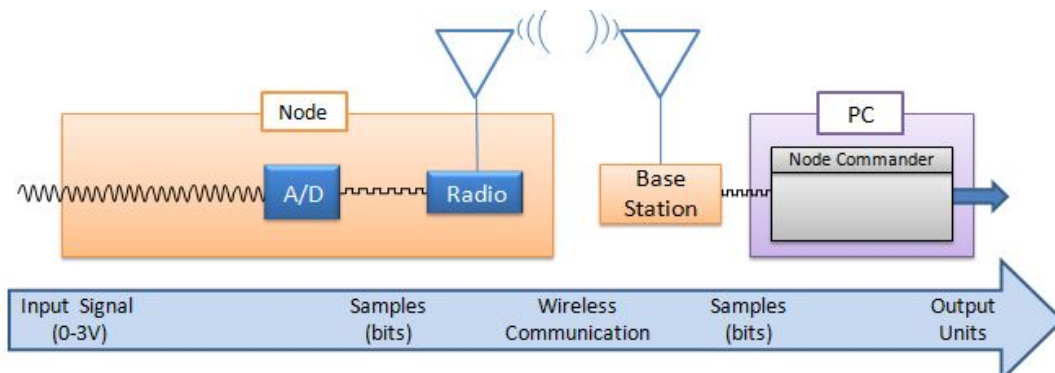 Node
PC
Node Commander
A/D
Radio
Base
Station
Input Signal
(0-3V)
Samples
(bits)
Wireless
Communication
Samples
(bits)
Output
Units